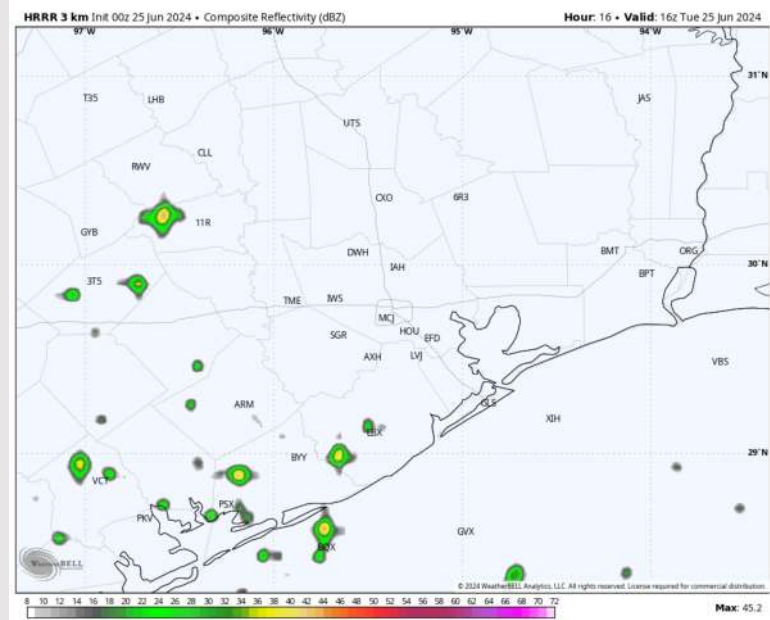 HRRR 3 km Init 00z 25 Jun 2024 • Composite Reflectivity (dBZ)
Hour: 16 • Valid: 16z Tue 25 Jun 2024
97°W 96°W 95°W 94°W
31°N
T35 LHB JAS
UTS
CLL
RWV
CXO 6R3
11R
GYB
DWH BMT ORG
30°N
IAH BPT
3T5
TME IWS
MCJ
SGR HOU EFD
AXH LVJ VBS
ARM GLS
XIH
LBX
BYY 29°N
VCT
PSX
PKV GVX
BQX
WeatherBELL
© 2024 WeatherBELL Analytics, LLC. All rights reserved. License required for commercial distribution.
8 10 12 14 16 18 20 22 24 26 28 30 32 34 35 36 38 40 42 44 46 48 50 52 54 56 58 60 62 64 66 68 70 72
Max: 45.2